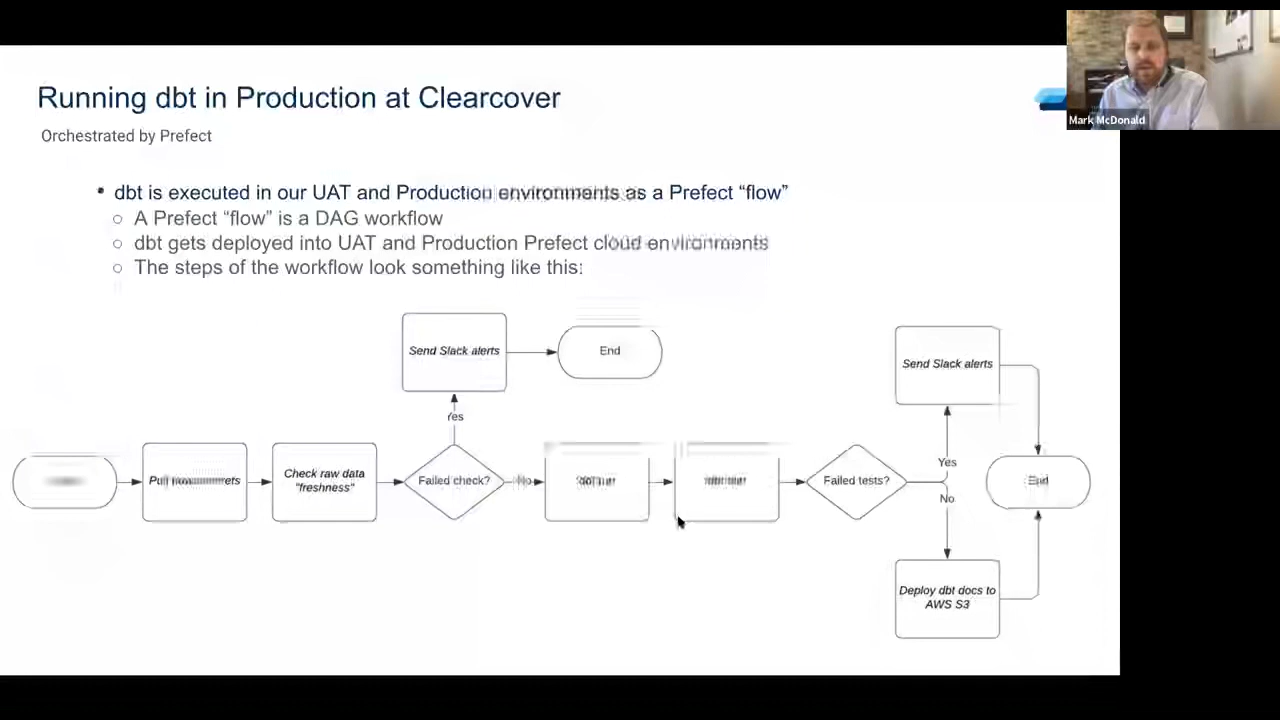 Mark McDonald
Running dbt in Production at Clearcover
Orchestrated by Prefect
• dbt is executed in our UAT and Production environments as a Prefect “flow”
○ A Prefect “flow” is a DAG workflow
○ dbt gets deployed into UAT and Production Prefect cloud environments
○ The steps of the workflow look something like this:
Send Slack alerts
End
Send Slack alerts
Yes
Pull
Check raw data
"freshness"
Failed check?
No
Failed tests?
Yes
No
End
Deploy dbt docs to
AWS S3